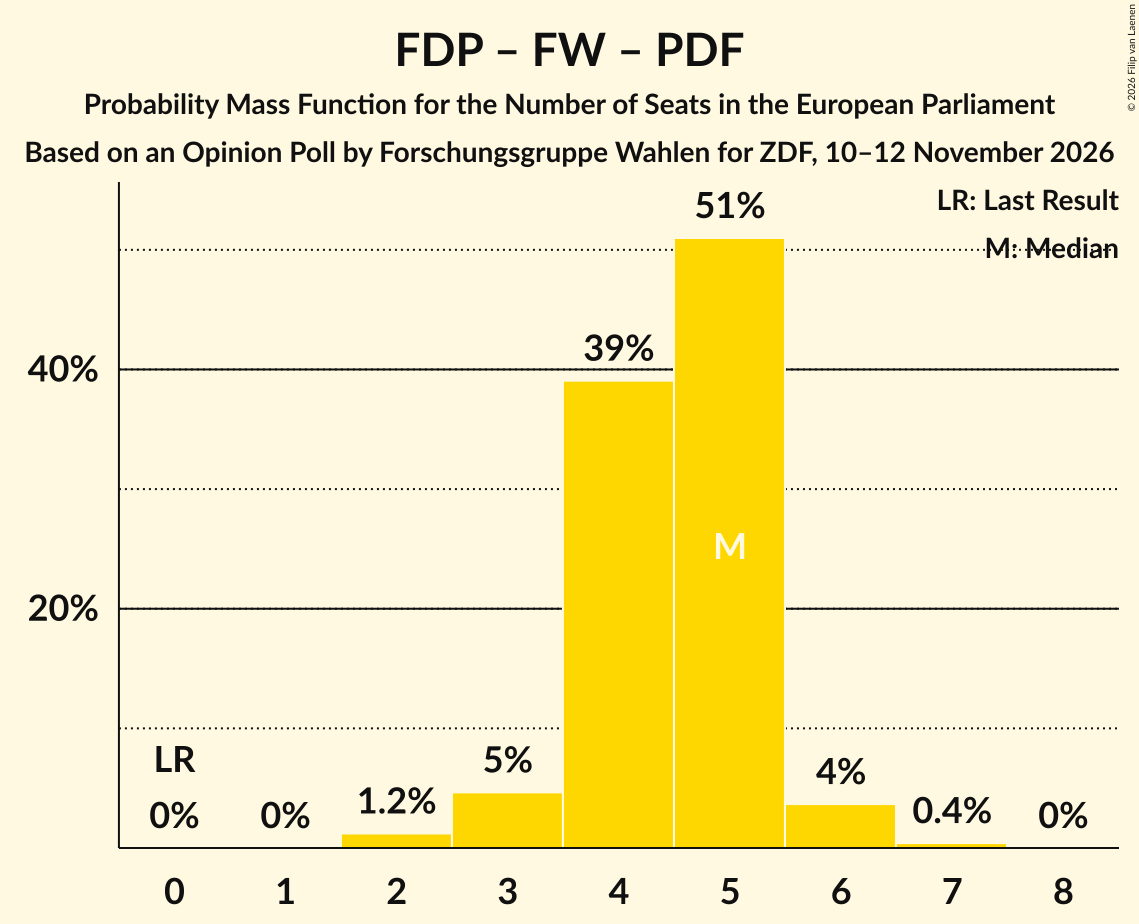 FDP – FW – PDF
Probability Mass Function for the Number of Seats in the European Parliament
Based on an Opinion Poll by Forschungsgruppe Wahlen for ZDF, 10–12 November 2026
© 2026 Filip van Laenen
LR: Last Result
M: Median
51%
39%
40%
M
20%
LR
5%
4%
0%
0%
1.2%
0.4%
0%
0 1 2 3 4 5 6 7 8